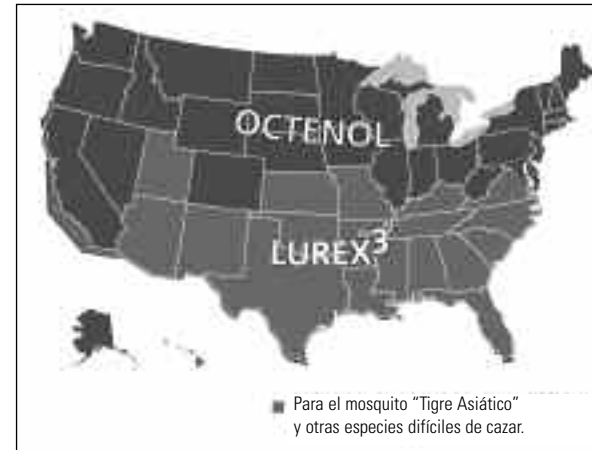 OCTENOL
LUREX³
Para el mosquito “Tigre Asiático”
y otras especies difíciles de cazar.